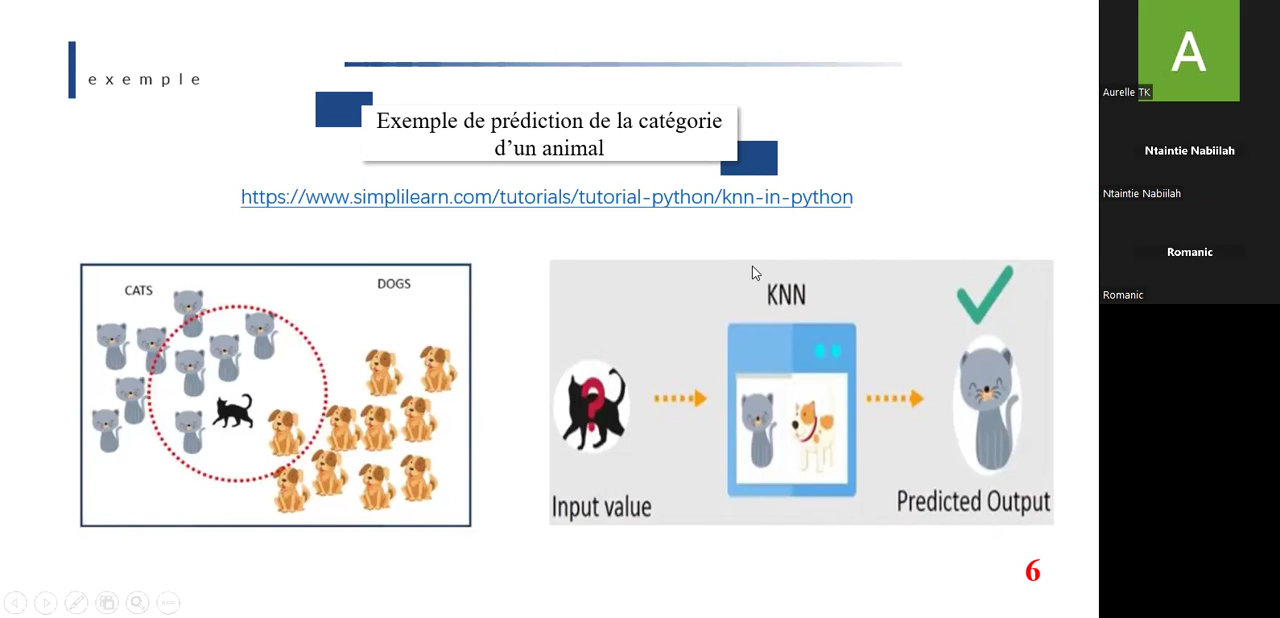 exemple
Exemple de prédiction de la catégorie
d’un animal
https://www.simplilearn.com/tutorials/tutorial-python/knn-in-python
CATS
DOGS
KNN
?
Input value
Predicted Output
6
A
Aurelle TK
Ntaintie Nabiilah
Ntaintie Nabiilah
Romanic
Romanic